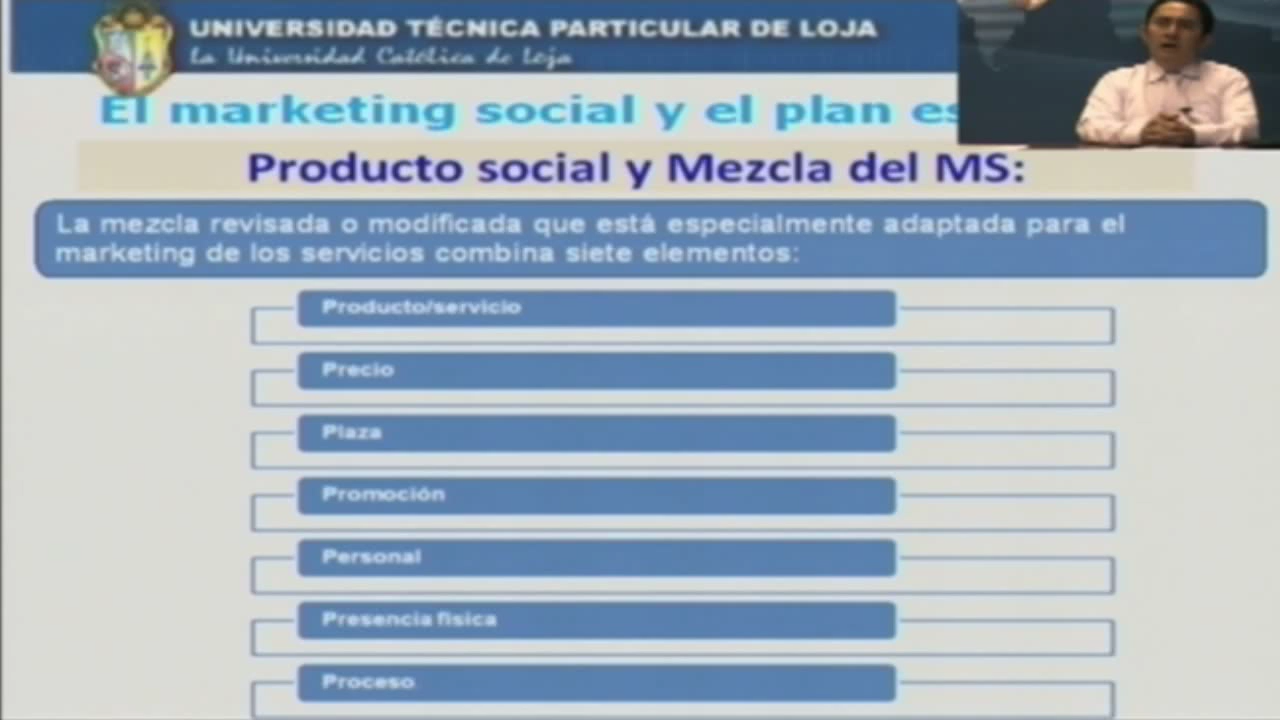 UNIVERSIDAD TÉCNICA PARTICULAR DE LOJA
La Universidad Católica de Loja
El marketing social y el plan es
Producto social y Mezcla del MS:
La mezcla revisada o modificada que está especialmente adaptada para el
marketing de los servicios combina siete elementos:
Producto/servicio
Precio
Plaza
Promoción
Personal
Presencia física
Proceso